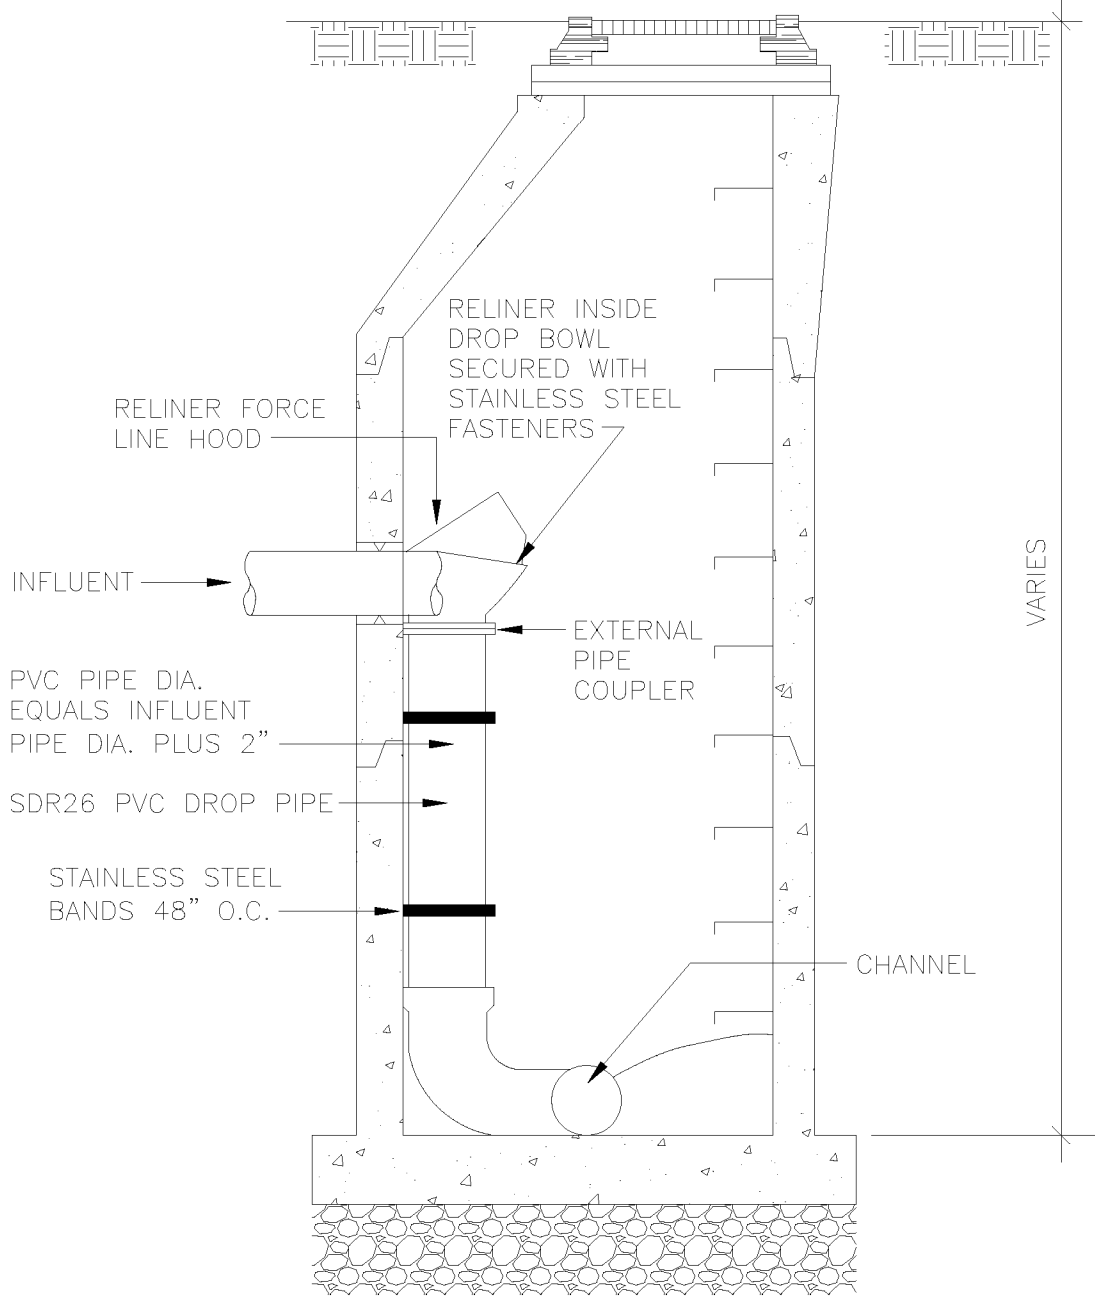 RELINER INSIDE
DROP BOWL
SECURED WITH
STAINLESS STEEL
FASTENERS
RELINER FORCE
LINE HOOD
INFLUENT
EXTERNAL
PIPE
COUPLER
PVC PIPE DIA.
EQUALS INFLUENT
PIPE DIA. PLUS 2"
SDR26 PVC DROP PIPE
STAINLESS STEEL
BANDS 48" O.C.
CHANNEL
VARIES